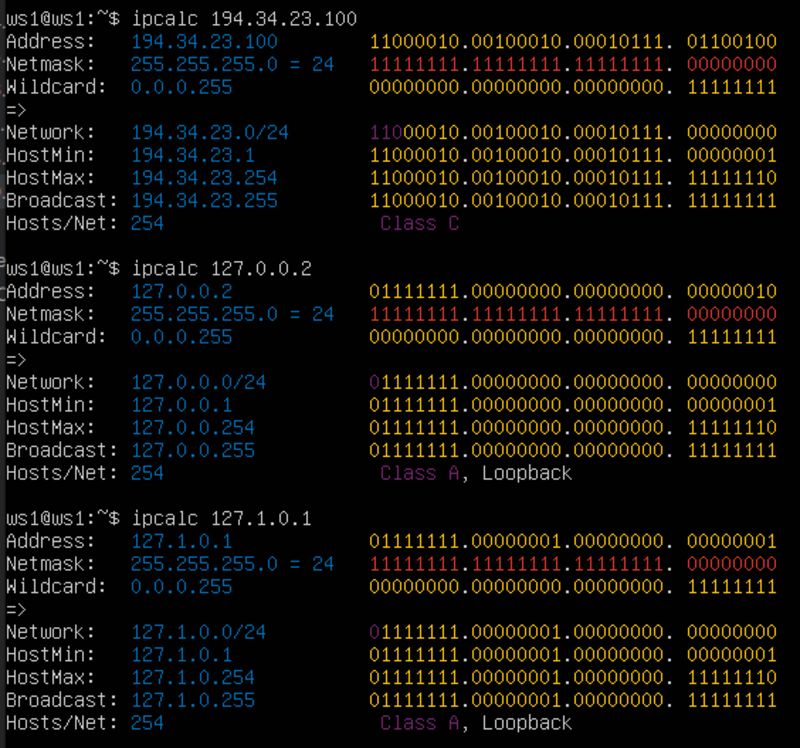 ws1@ws1:~$ ipcalc 194.34.23.100
Address: 194.34.23.100 11000010.00100010.00010111. 01100100
Netmask: 255.255.255.0 = 24 11111111.11111111.11111111. 00000000
Wildcard: 0.0.0.255 00000000.00000000.00000000. 11111111
=>
Network: 194.34.23.0/24 11000010.00100010.00010111. 00000000
HostMin: 194.34.23.1 11000010.00100010.00010111. 00000001
HostMax: 194.34.23.254 11000010.00100010.00010111. 11111110
Broadcast: 194.34.23.255 11000010.00100010.00010111. 11111111
Hosts/Net: 254 Class C
ws1@ws1:~$ ipcalc 127.0.0.2
Address: 127.0.0.2 01111111.00000000.00000000. 00000010
Netmask: 255.255.255.0 = 24 11111111.11111111.11111111. 00000000
Wildcard: 0.0.0.255 00000000.00000000.00000000. 11111111
=>
Network: 127.0.0.0/24 01111111.00000000.00000000. 00000000
HostMin: 127.0.0.1 01111111.00000000.00000000. 00000001
HostMax: 127.0.0.254 01111111.00000000.00000000. 11111110
Broadcast: 127.0.0.255 01111111.00000000.00000000. 11111111
Hosts/Net: 254 Class A, Loopback
ws1@ws1:~$ ipcalc 127.1.0.1
Address: 127.1.0.1 01111111.00000001.00000000. 00000001
Netmask: 255.255.255.0 = 24 11111111.11111111.11111111. 00000000
Wildcard: 0.0.0.255 00000000.00000000.00000000. 11111111
=>
Network: 127.1.0.0/24 01111111.00000001.00000000. 00000000
HostMin: 127.1.0.1 01111111.00000001.00000000. 00000001
HostMax: 127.1.0.254 01111111.00000001.00000000. 11111110
Broadcast: 127.1.0.255 01111111.00000001.00000000. 11111111
Hosts/Net: 254 Class A, Loopback